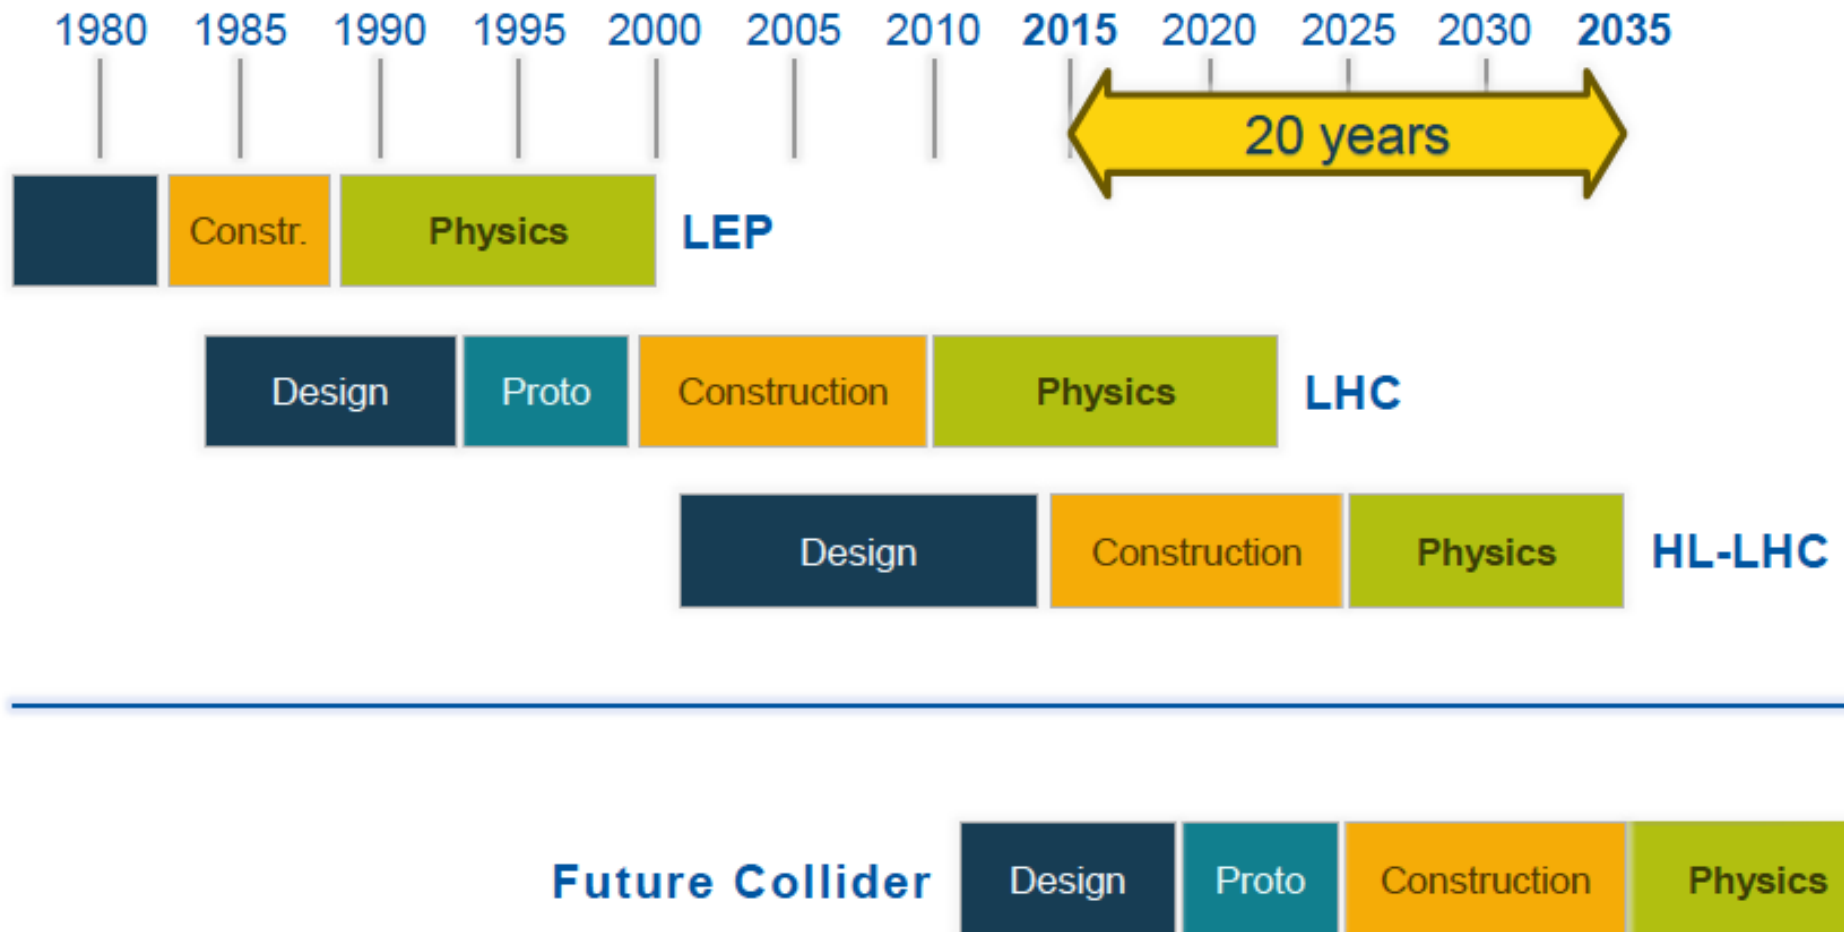 1980 1985 1990 1995 2000 2005 2010 2015 2020 2025 2030 2035
20 years
Constr. Physics LEP
Design Proto Construction Physics LHC
Design Construction Physics HL-LHC
Future Collider Design Proto Construction Physics